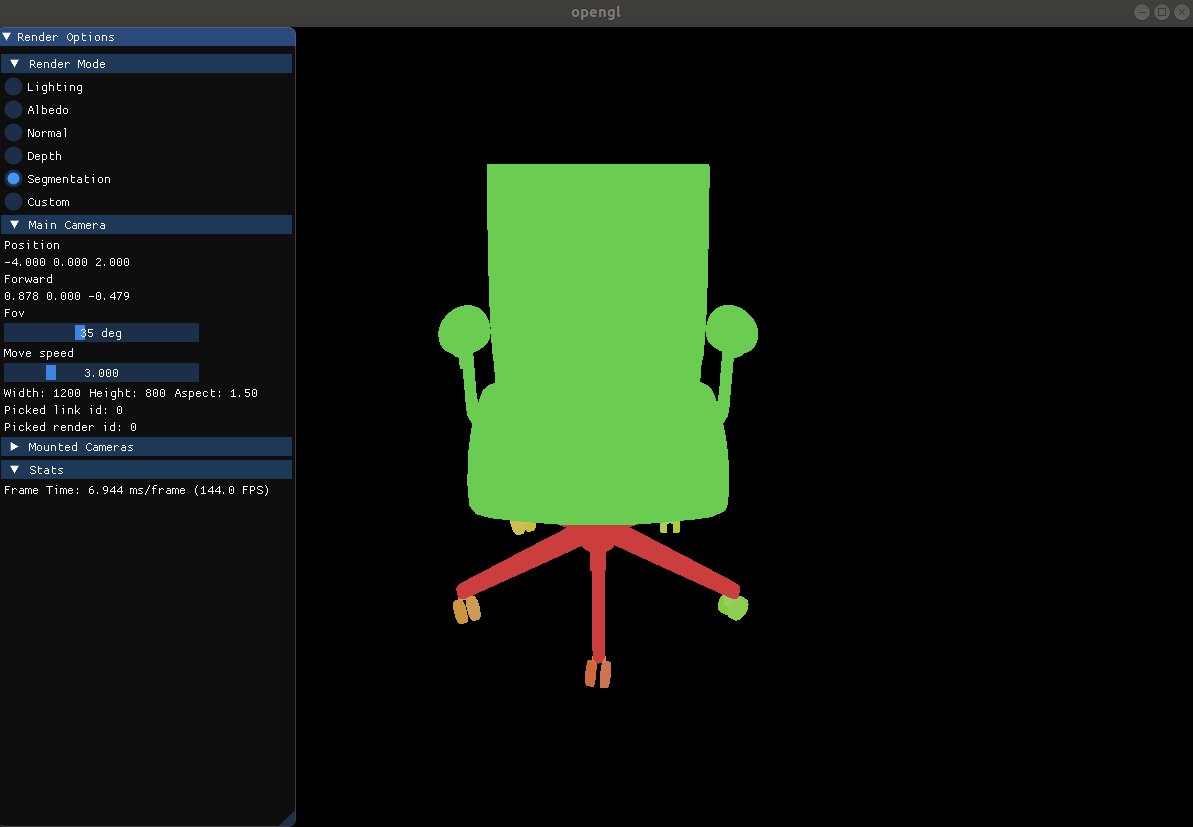 opengl
Render Options
Render Mode
Lighting
Albedo
Normal
Depth
Segmentation
Custom
Main Camera
Position
-4.000 0.000 2.000
Forward
0.878 0.000 -0.479
Fov
35 deg
Move speed
3.000
Width: 1200 Height: 800 Aspect: 1.50
Picked link id: 0
Picked render id: 0
Mounted Cameras
Stats
Frame Time: 6.944 ms/frame (144.0 FPS)